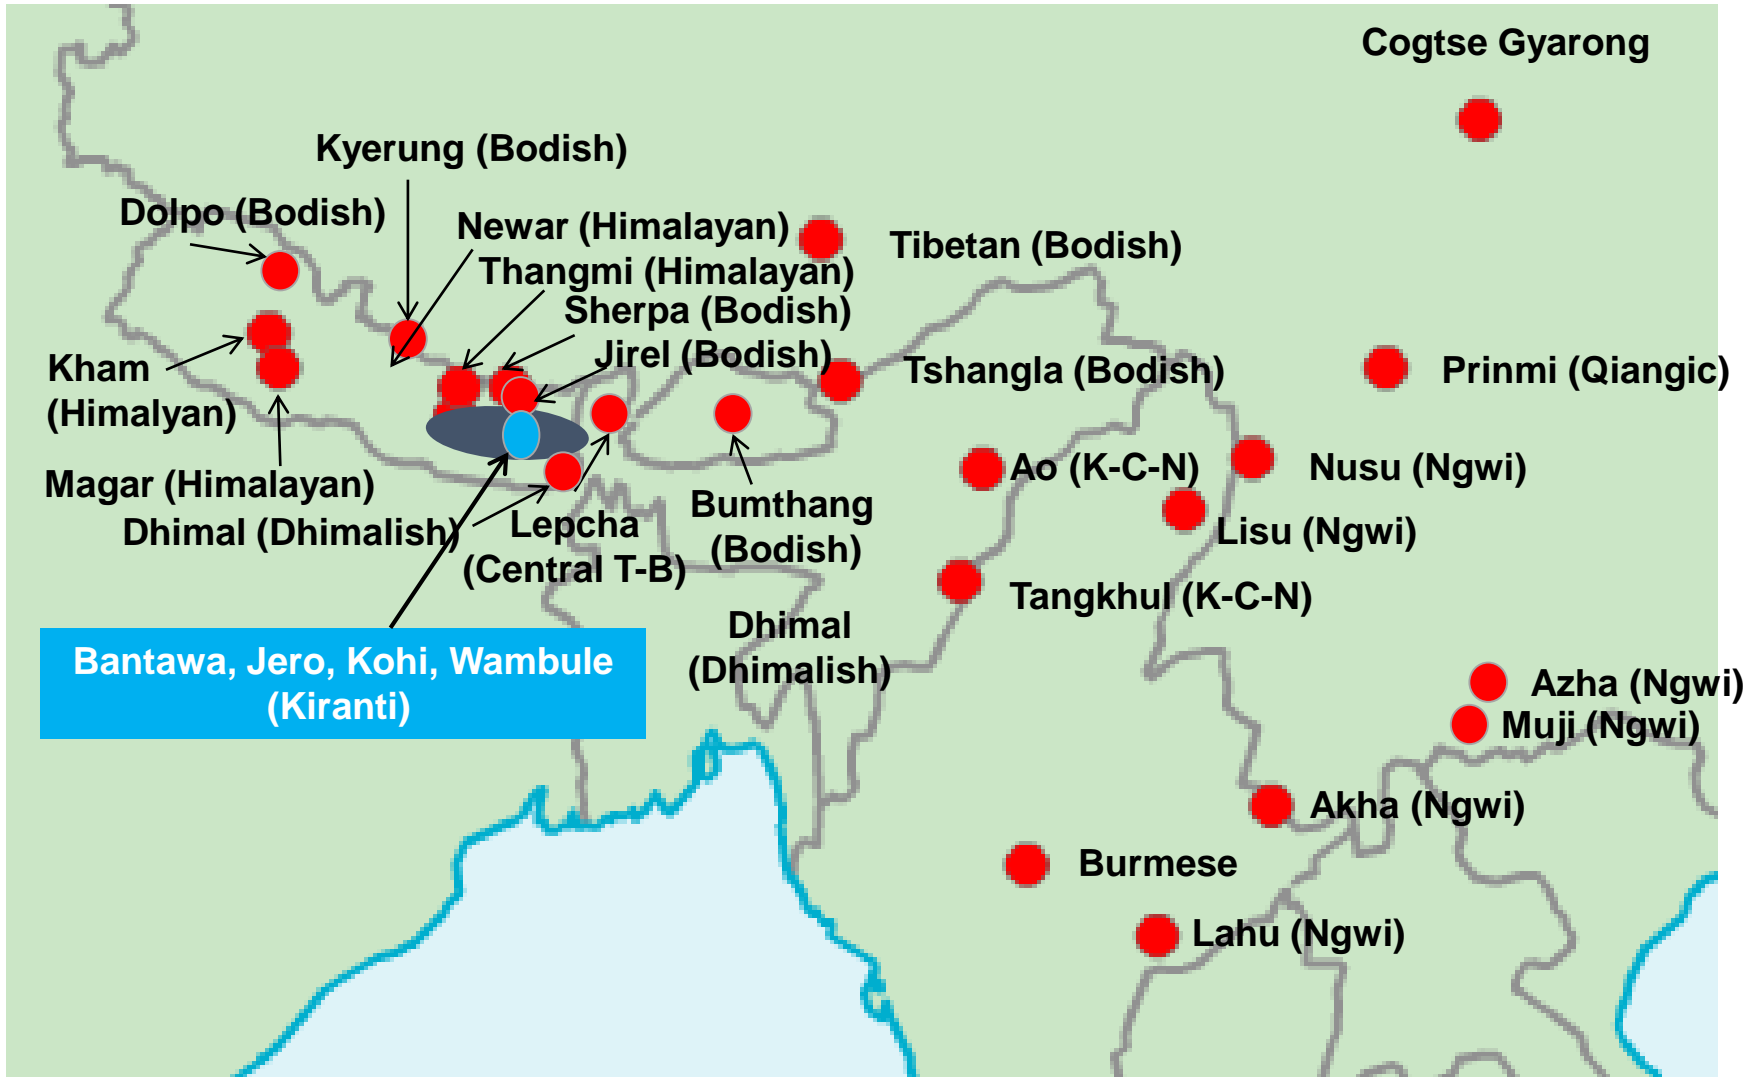 Cogtse Gyarong
Kyerung (Bodish)
Dolpo (Bodish)
Newar (Himalayan)
Tibetan (Bodish)
Thangmi (Himalayan)
Sherpa (Bodish)
Jirel (Bodish)
Kham
(Himalyan)
Tshangla (Bodish)
Prinmi (Qiangic)
Magar (Himalayan)
Ao (K-C-N)
Nusu (Ngwi)
Dhimal (Dhimalish)
Lepcha
(Central T-B)
Bumthang
(Bodish)
Lisu (Ngwi)
Tangkhul (K-C-N)
Dhimal
(Dhimalish)
Bantawa, Jero, Kohi, Wambule
(Kiranti)
Azha (Ngwi)
Muji (Ngwi)
Akha (Ngwi)
Burmese
Lahu (Ngwi)